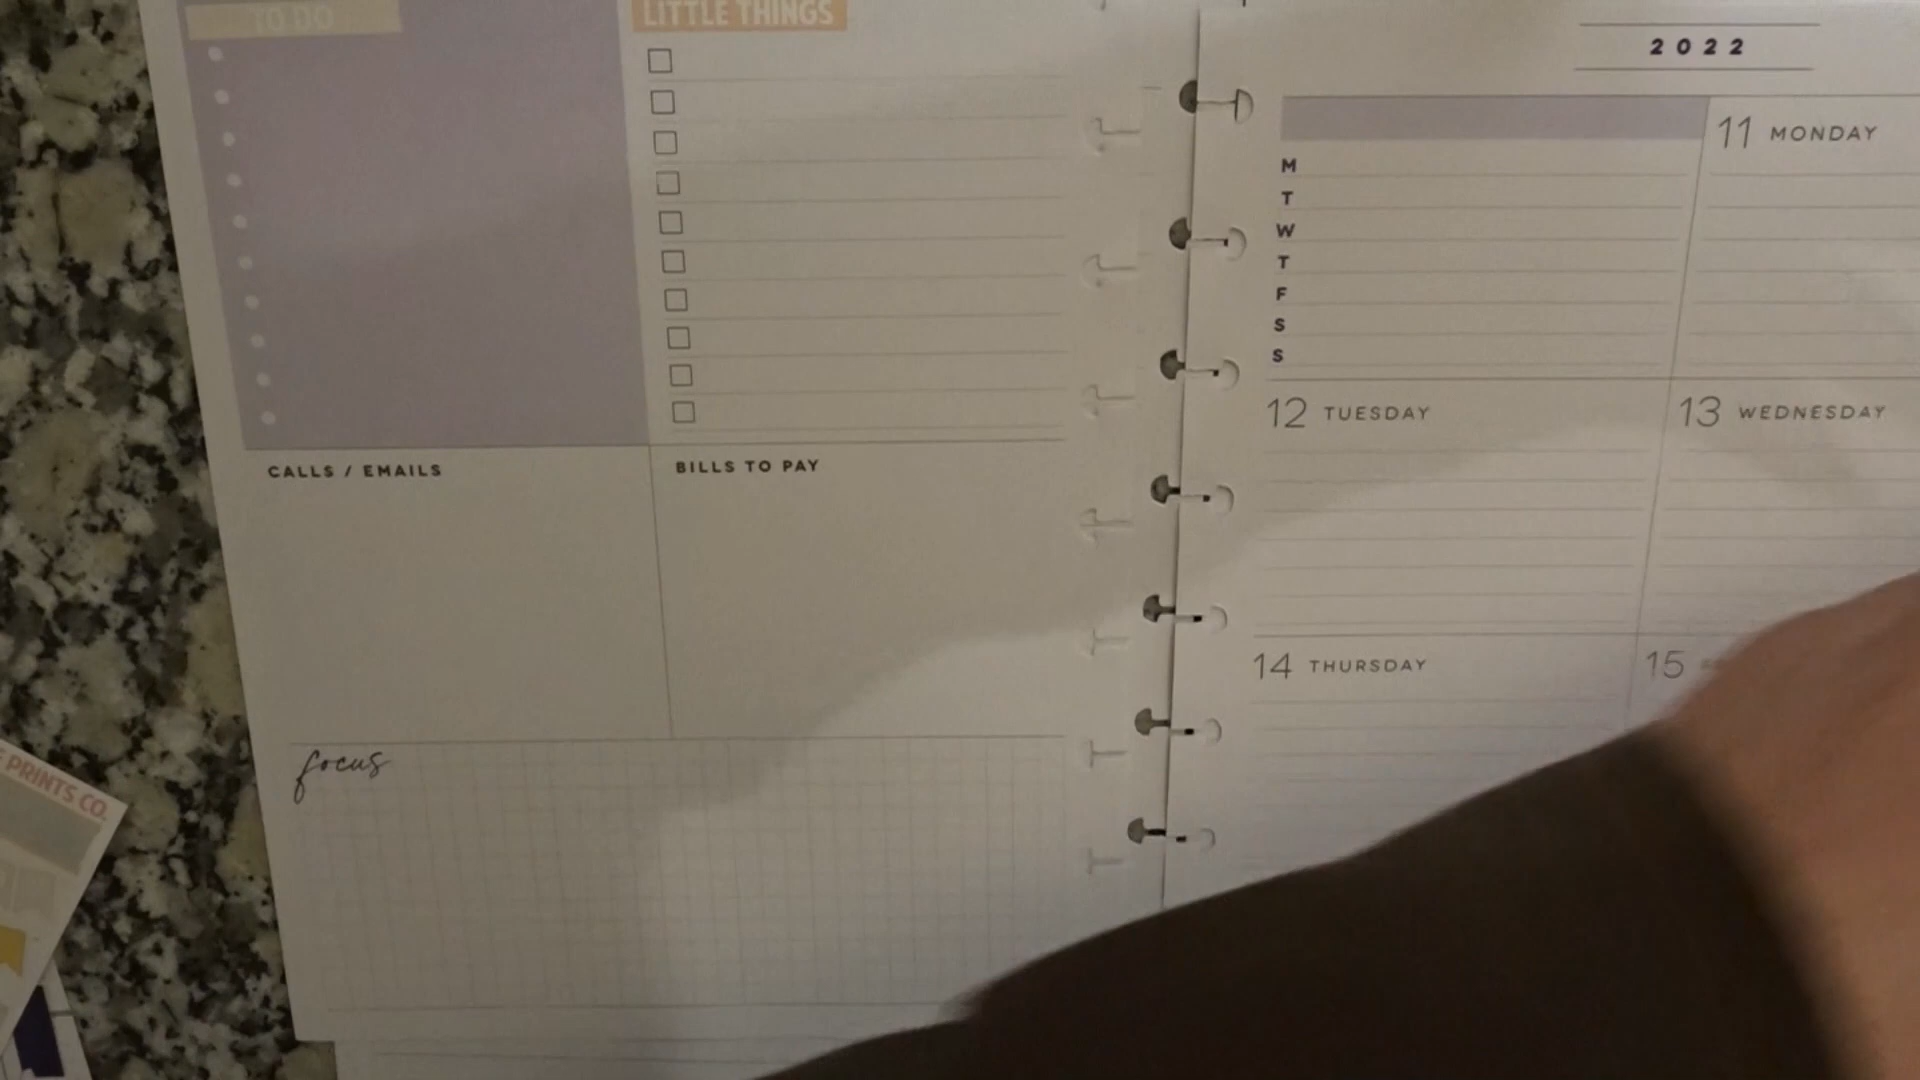 TO DO
LITTLE THINGS
CALLS / EMAILS
BILLS TO PAY
focus
PRINTS CO.
2022
M
T
W
T
F
S
S
11 MONDAY
12 TUESDAY
13 WEDNESDAY
14 THURSDAY
15